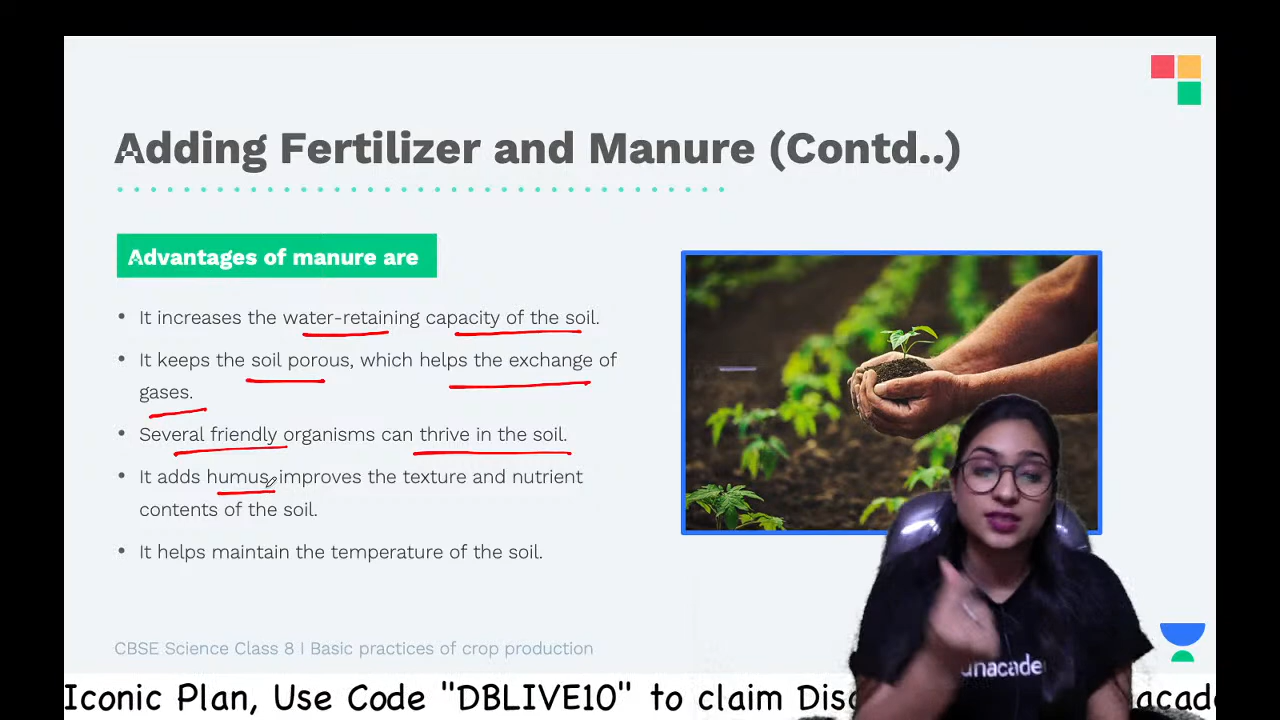 Adding Fertilizer and Manure (Contd..)
Advantages of manure are
• It increases the water-retaining capacity of the soil.
• It keeps the soil porous, which helps the exchange of
gases.
• Several friendly organisms can thrive in the soil.
• It adds humus, improves the texture and nutrient
contents of the soil.
• It helps maintain the temperature of the soil.
CBSE Science Class 8 I Basic practices of crop production
unacade
Iconic Plan, Use Code "DBLIVE10" to claim Disc